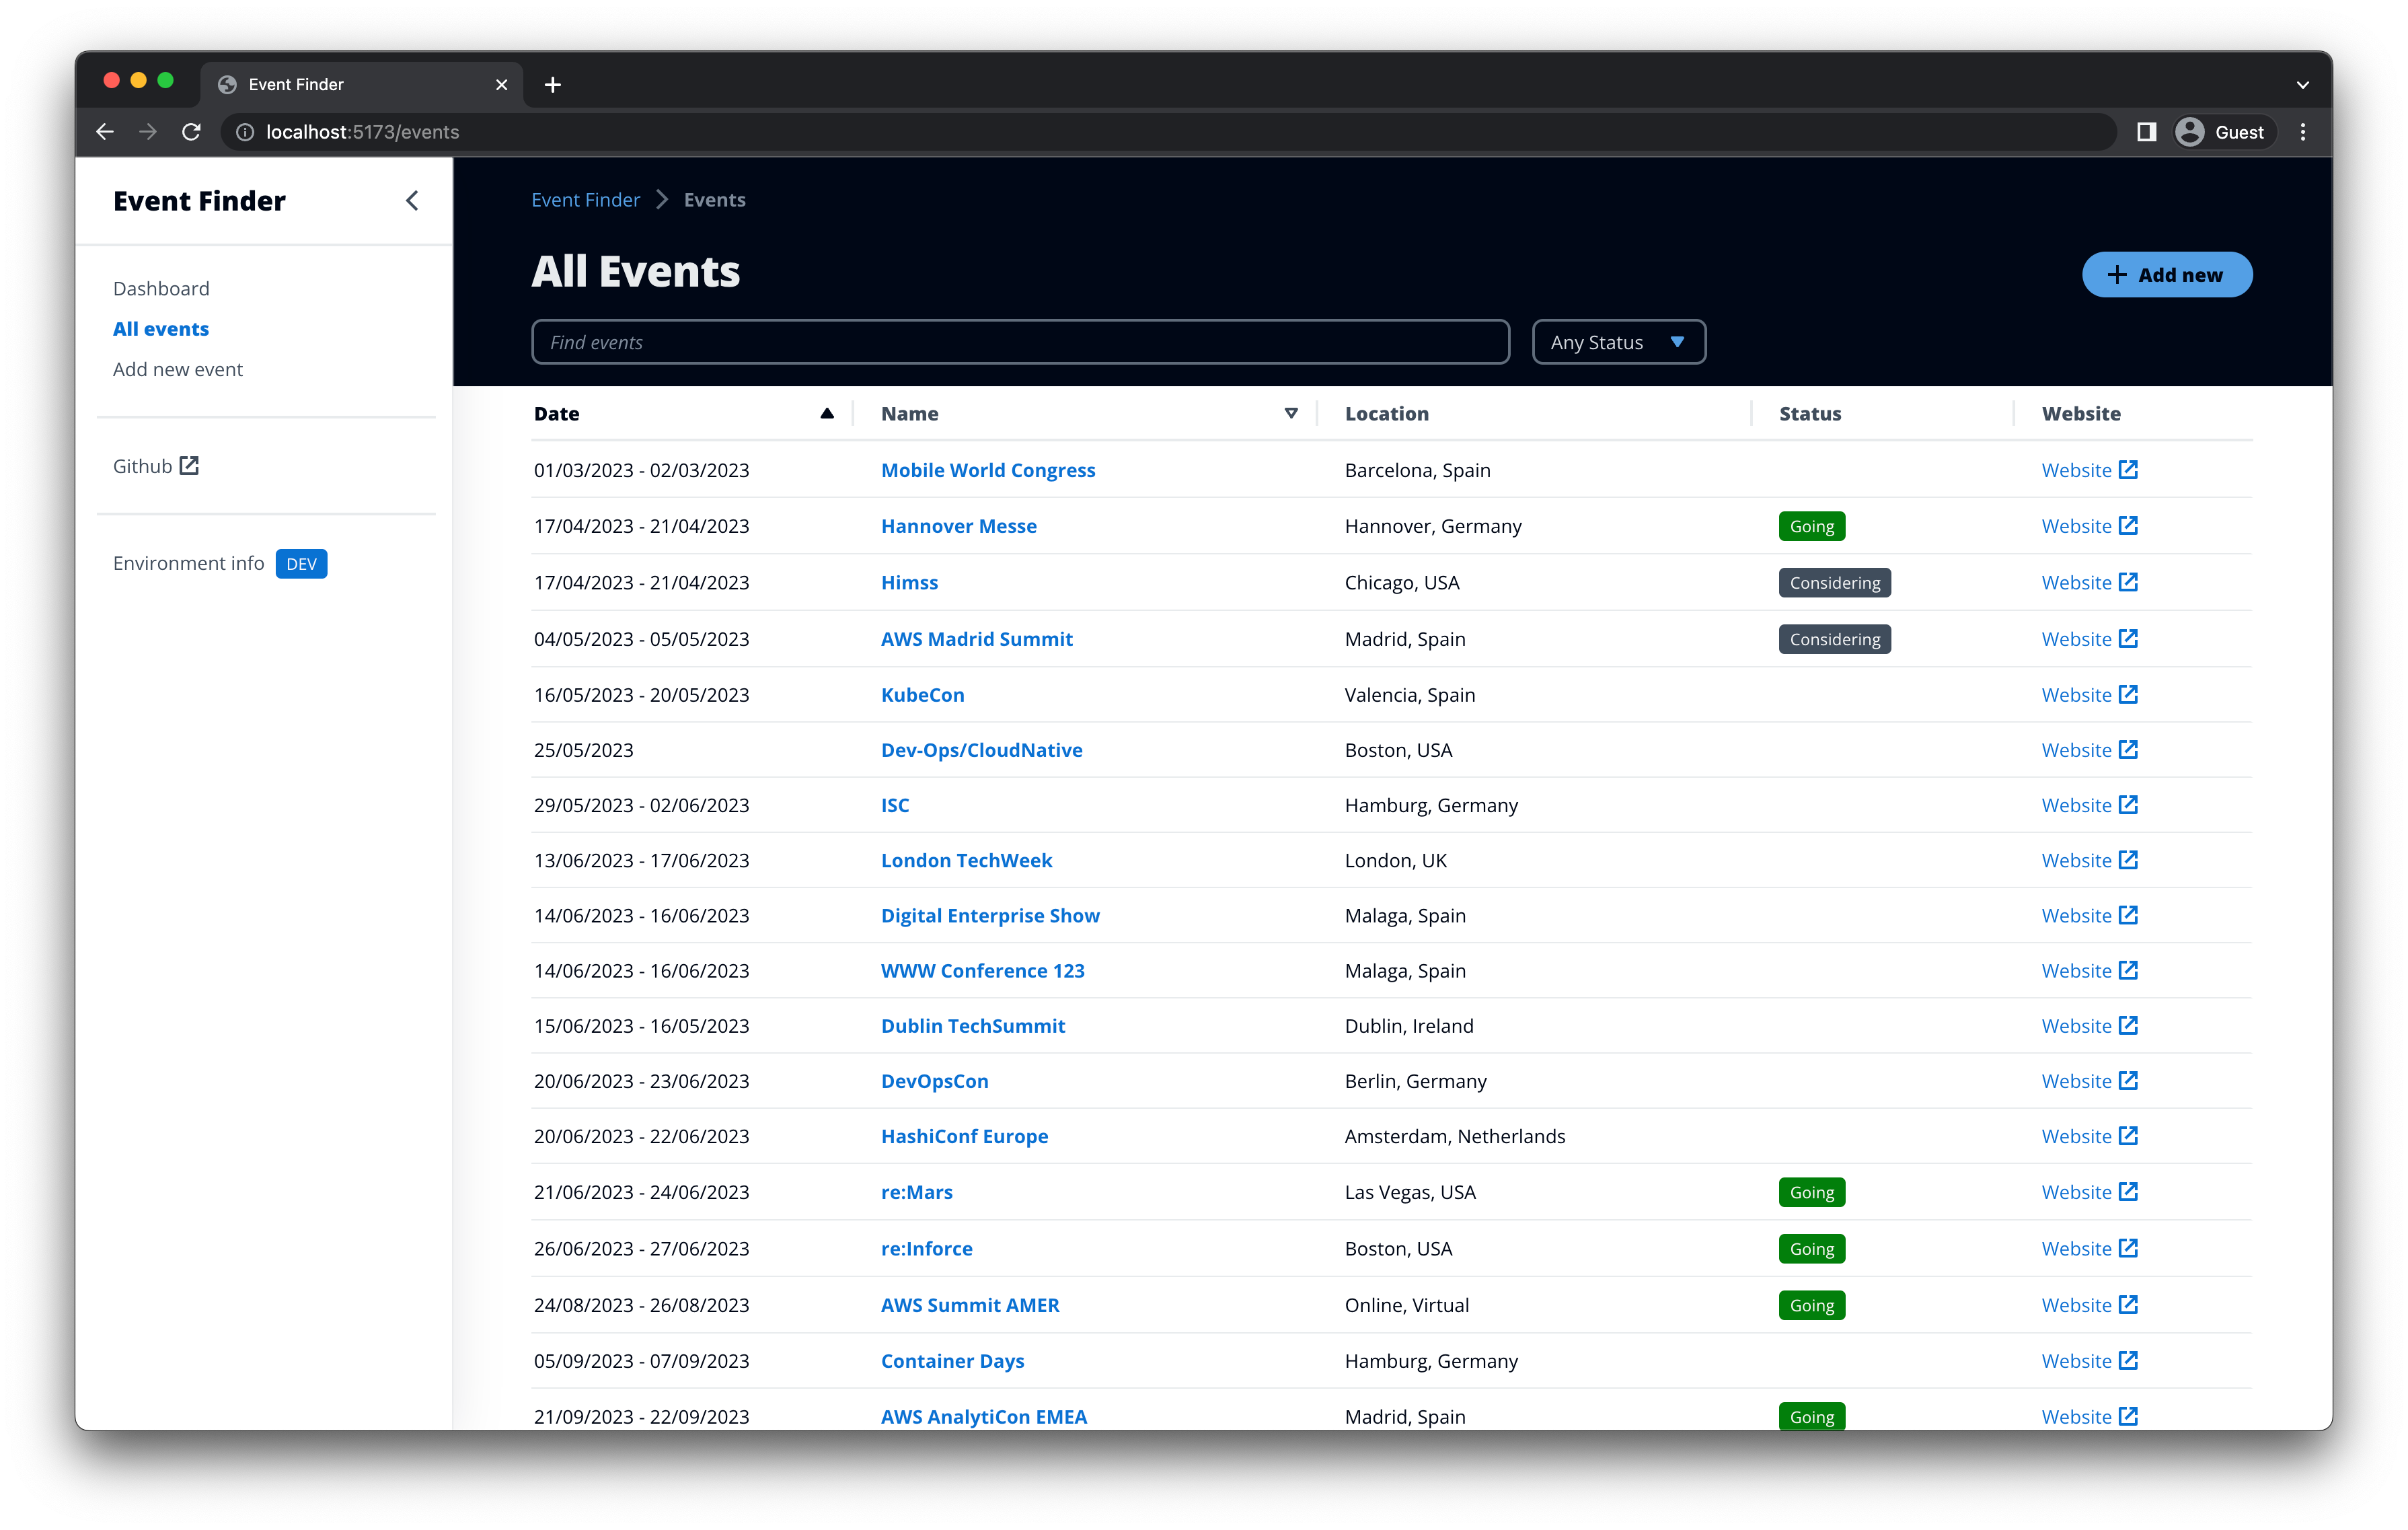 Event Finder
localhost:5173/events
Guest
Event Finder
Dashboard
All events
Add new event
Github
Environment info DEV
Event Finder Events
All Events
Add new
Find events
Any Status
Date Name Location Status Website
01/03/2023 - 02/03/2023 Mobile World Congress Barcelona, Spain Website
17/04/2023 - 21/04/2023 Hannover Messe Hannover, Germany Going Website
17/04/2023 - 21/04/2023 Himss Chicago, USA Considering Website
04/05/2023 - 05/05/2023 AWS Madrid Summit Madrid, Spain Considering Website
16/05/2023 - 20/05/2023 KubeCon Valencia, Spain Website
25/05/2023 Dev-Ops/CloudNative Boston, USA Website
29/05/2023 - 02/06/2023 ISC Hamburg, Germany Website
13/06/2023 - 17/06/2023 London TechWeek London, UK Website
14/06/2023 - 16/06/2023 Digital Enterprise Show Malaga, Spain Website
14/06/2023 - 16/06/2023 WWW Conference 123 Malaga, Spain Website
15/06/2023 - 16/05/2023 Dublin TechSummit Dublin, Ireland Website
20/06/2023 - 23/06/2023 DevOpsCon Berlin, Germany Website
20/06/2023 - 22/06/2023 HashiConf Europe Amsterdam, Netherlands Website
21/06/2023 - 24/06/2023 re:Mars Las Vegas, USA Going Website
26/06/2023 - 27/06/2023 re:Inforce Boston, USA Going Website
24/08/2023 - 26/08/2023 AWS Summit AMER Online, Virtual Going Website
05/09/2023 - 07/09/2023 Container Days Hamburg, Germany Website
21/09/2023 - 22/09/2023 AWS AnalytiCon EMEA Madrid, Spain Going Website